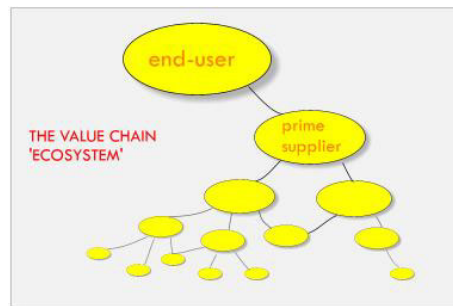 end-user
prime
supplier
THE VALUE CHAIN
'ECOSYSTEM'